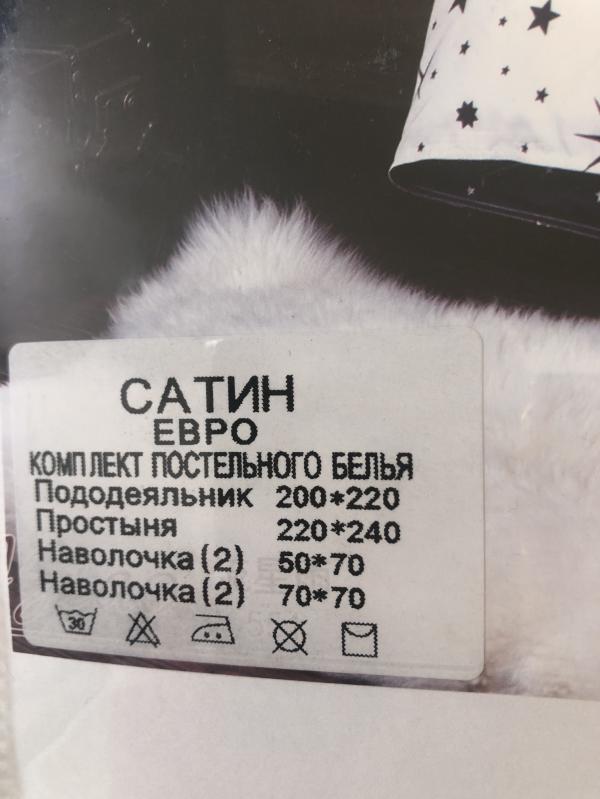 САТИН
ЕВРО
КОМПЛЕКТ ПОСТЕЛЬНОГО БЕЛЬЯ
Пододеяльник 200*220
Простыня 220*240
Наволочка (2) 50*70
Наволочка (2) 70*70
30